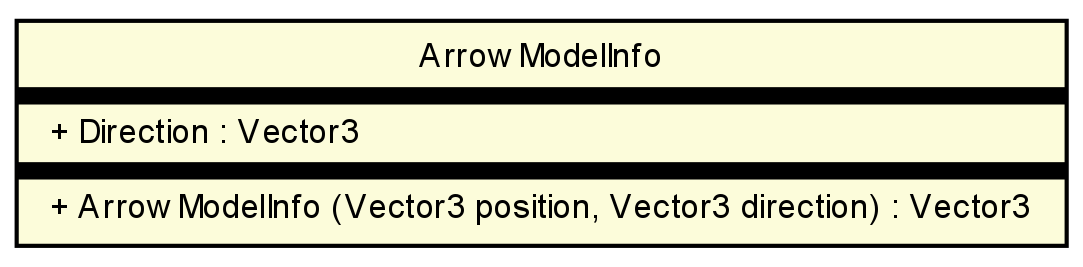 Arrow ModelInfo
+ Direction : Vector3
+ Arrow ModelInfo (Vector3 position, Vector3 direction) : Vector3